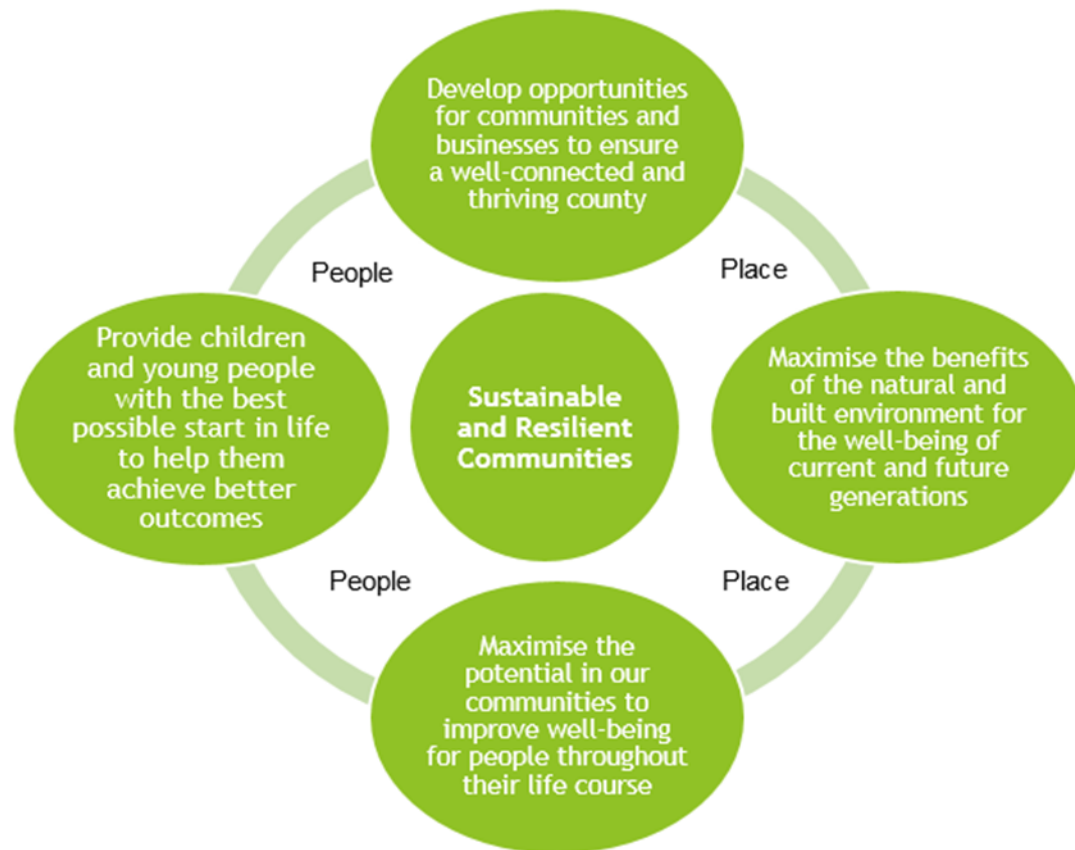 Develop opportunities
for communities and
businesses to ensure
a well-connected and
thriving county
People
Place
Provide children
and young people
with the best
possible start in life
to help them
achieve better
outcomes
Sustainable
and Resilient
Communities
Maximise the benefits
of the natural and
built environment for
the well-being of
current and future
generations
People
Place
Maximise the
potential in our
communities to
improve well-being
for people throughout
their life course